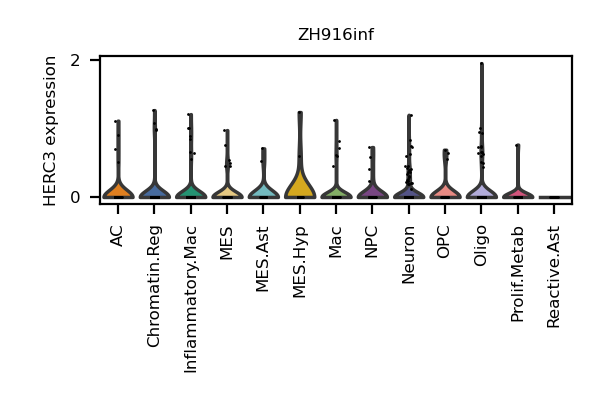 ZH916inf
HERC3 expression
2
0
AC
Chromatin.Reg
Inflammatory.Mac
MES
MES.Ast
MES.Hyp
Mac
NPC
Neuron
OPC
Oligo
Prolif.Metab
Reactive.Ast